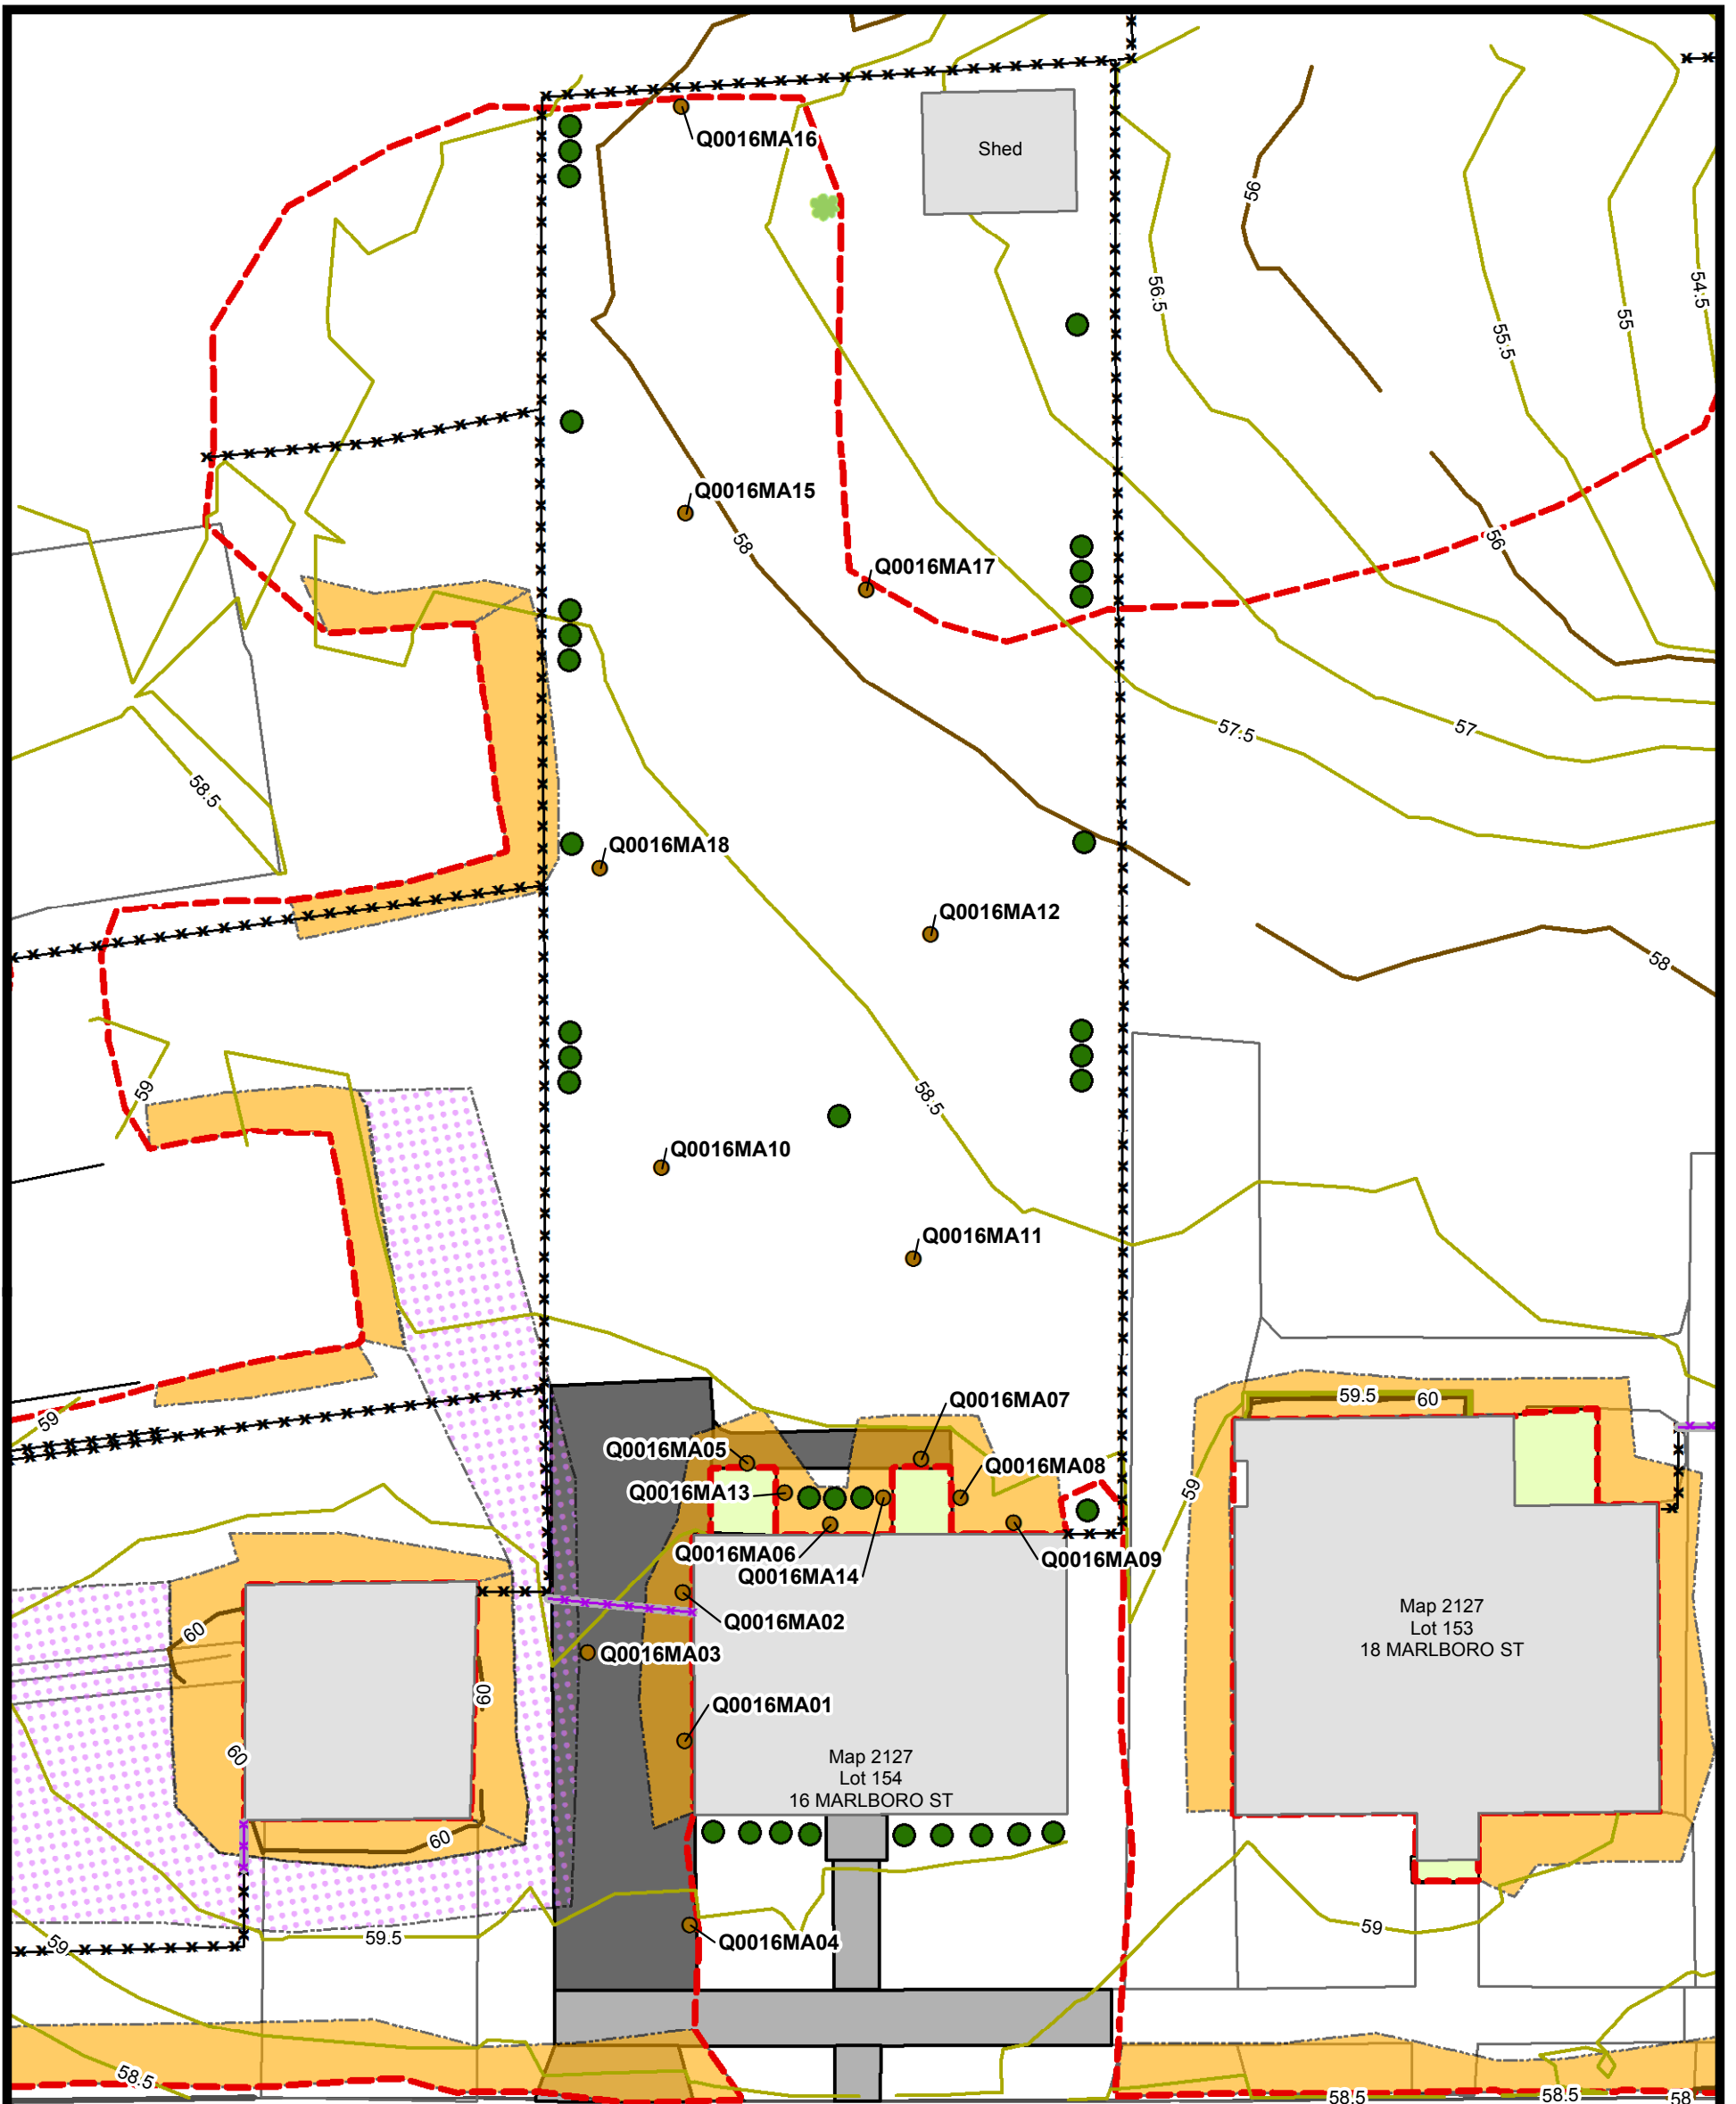 Q0016MA16
Shed
56
56.5
54.5
55
55.5
Q0016MA15
58
56
Q0016MA17
57.5
57
58.5
Q0016MA18
Q0016MA12
58
59
58.5
Q0016MA10
Q0016MA11
59.5
60
Q0016MA07
59
Q0016MA05
Q0016MA08
59
Q0016MA13
Q0016MA06
Q0016MA09
Q0016MA14
60
Q0016MA02
Map 2127
Lot 153
18 MARLBORO ST
Q0016MA03
60
Q0016MA01
60
Map 2127
Lot 154
16 MARLBORO ST
60
59
59.5
59
Q0016MA04
58.5
58.5
58.5
58